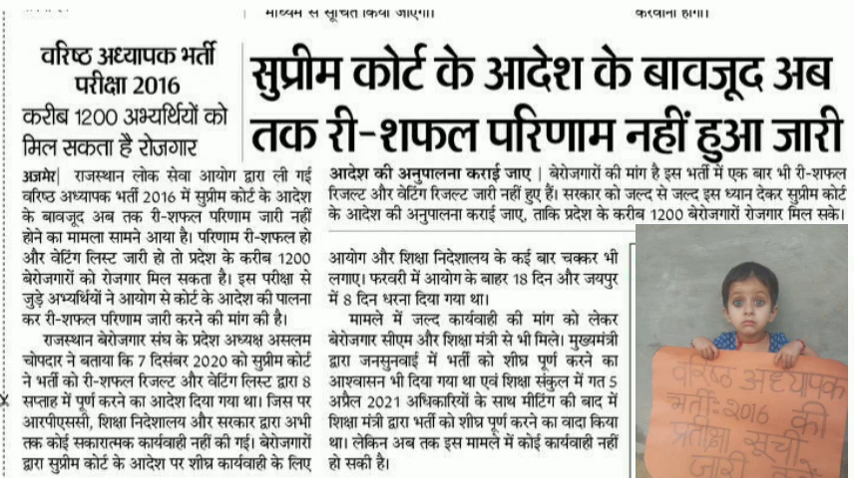 माध्यम से सूचित किया जाएगा।
करवाना होगा।
वरिष्ठ अध्यापक भर्ती
परीक्षा 2016
करीब 1200 अभ्यर्थियों को
मिल सकता है रोजगार
सुप्रीम कोर्ट के आदेश के बावजूद अब
तक री-शफल परिणाम नहीं हुआ जारी
अजमेर| राजस्थान लोक सेवा आयोग द्वारा ली गई
वरिष्ठ अध्यापक भर्ती 2016 में सुप्रीम कोर्ट के आदेश
के बावजूद अब तक री-शफल परिणाम जारी नहीं
होने का मामला सामने आया है। परिणाम री-शफल हो
और वेटिंग लिस्ट जारी हो तो प्रदेश के करीब 1200
बेरोजगारों को रोजगार मिल सकता है। इस परीक्षा से
जुड़े अभ्यर्थियों ने आयोग से कोर्ट के आदेश की पालना
कर री-शफल परिणाम जारी करने की मांग की है।
राजस्थान बेरोजगार संघ के प्रदेश अध्यक्ष असलम
चोपदार ने बताया कि 7 दिसंबर 2020 को सुप्रीम कोर्ट
ने भर्ती को री-शफल रिजल्ट और वेटिंग लिस्ट द्वारा 8
सप्ताह में पूर्ण करने का आदेश दिया गया था। जिस पर
आरपीएससी, शिक्षा निदेशालय और सरकार द्वारा अभी
तक कोई सकारात्मक कार्यवाही नहीं की गई। बेरोजगारों
द्वारा सुप्रीम कोर्ट के आदेश पर शीघ्र कार्यवाही के लिए
आदेश की अनुपालना कराई जाए | बेरोजगारों की मांग है इस भर्ती में एक बार भी री-शफल
रिजल्ट और वेटिंग रिजल्ट जारी नहीं हुए हैं। सरकार को जल्द से जल्द इस ध्यान देकर सुप्रीम कोर्ट
के आदेश की अनुपालना कराई जाए, ताकि प्रदेश के करीब 1200 बेरोजगारों रोजगार मिल सके।
आयोग और शिक्षा निदेशालय के कई बार चक्कर भी
लगाए। फरवरी में आयोग के बाहर 18 दिन और जयपुर
में 8 दिन धरना दिया गया था।
मामले में जल्द कार्यवाही की मांग को लेकर
बेरोजगार सीएम और शिक्षा मंत्री से भी मिले। मुख्यमंत्री
द्वारा जनसुनवाई में भर्ती को शीघ्र पूर्ण करने का
आश्वासन भी दिया गया था एवं शिक्षा संकुल में गत 5
अप्रैल 2021 अधिकारियों के साथ मीटिंग की बाद में
शिक्षा मंत्री द्वारा भर्ती को शीघ्र पूर्ण करने का वादा किया
था। लेकिन अब तक इस मामले में कोई कार्यवाही नहीं
हो सकी है।
वरिष्ठ अध्यापक
भर्ती-2016 की
प्रतीक्षा सूची
जारी करें